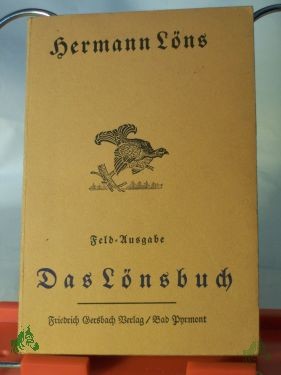 Hermann Löns
Feld-Ausgabe
Das Lönsbuch
Friedrich Gersbach Verlag / Bad Pyrmont